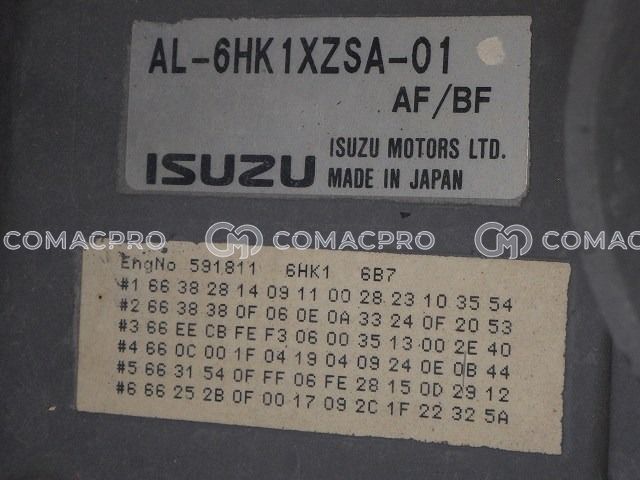 AL-6HK1XZSA-01
AF/BF
ISUZU
ISUZU MOTORS LTD.
MADE IN JAPAN
COMACPRO COMACPRO COMACPRO
EngNo 591811 6HK1 6B7
#1 66 38 28 14 09 11 00 28 23 10 35 54
#2 66 38 38 0F 06 0E 0A 33 24 0F 20 53
#3 66 EE CB FE F3 06 00 35 13 00 2E 40
#4 66 0C 00 1F 04 19 04 09 24 0E 0B 44
#5 66 31 54 0F FF 06 FE 28 15 0D 29 12
#6 66 25 2B 0F 00 17 09 2C 1F 22 32 5A